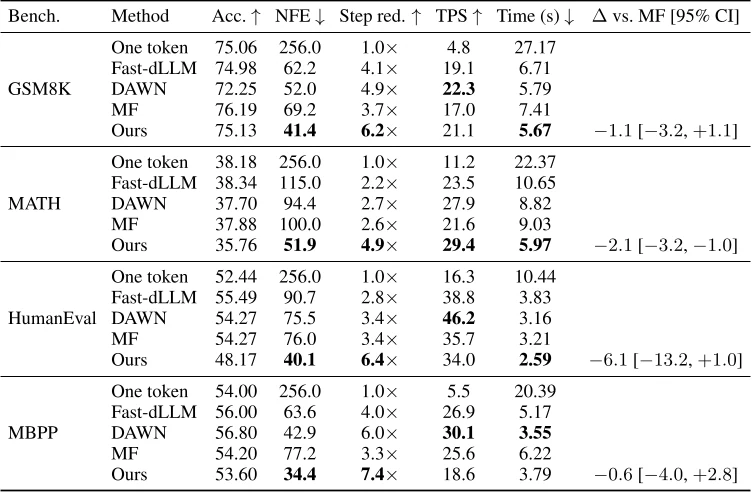 Bench. Method Acc. ↑ NFE ↓ Step red. ↑ TPS ↑ Time (s) ↓ Δ vs. MF [95% CI]
One token 75.06 256.0 1.0× 4.8 27.17
Fast-dLLM 74.98 62.2 4.1× 19.1 6.71
GSM8K DAWN 72.25 52.0 4.9× 22.3 5.79
MF 76.19 69.2 3.7× 17.0 7.41
Ours 75.13 41.4 6.2× 21.1 5.67 −1.1 [−3.2, +1.1]
One token 38.18 256.0 1.0× 11.2 22.37
Fast-dLLM 38.34 115.0 2.2× 23.5 10.65
MATH DAWN 37.70 94.4 2.7× 27.9 8.82
MF 37.88 100.0 2.6× 21.6 9.03
Ours 35.76 51.9 4.9× 29.4 5.97 −2.1 [−3.2, −1.0]
One token 52.44 256.0 1.0× 16.3 10.44
Fast-dLLM 55.49 90.7 2.8× 38.8 3.83
HumanEval DAWN 54.27 75.5 3.4× 46.2 3.16
MF 54.27 76.0 3.4× 35.7 3.21
Ours 48.17 40.1 6.4× 34.0 2.59 −6.1 [−13.2, +1.0]
One token 54.00 256.0 1.0× 5.5 20.39
Fast-dLLM 56.00 63.6 4.0× 26.9 5.17
MBPP DAWN 56.80 42.9 6.0× 30.1 3.55
MF 54.20 77.2 3.3× 25.6 6.22
Ours 53.60 34.4 7.4× 18.6 3.79 −0.6 [−4.0, +2.8]